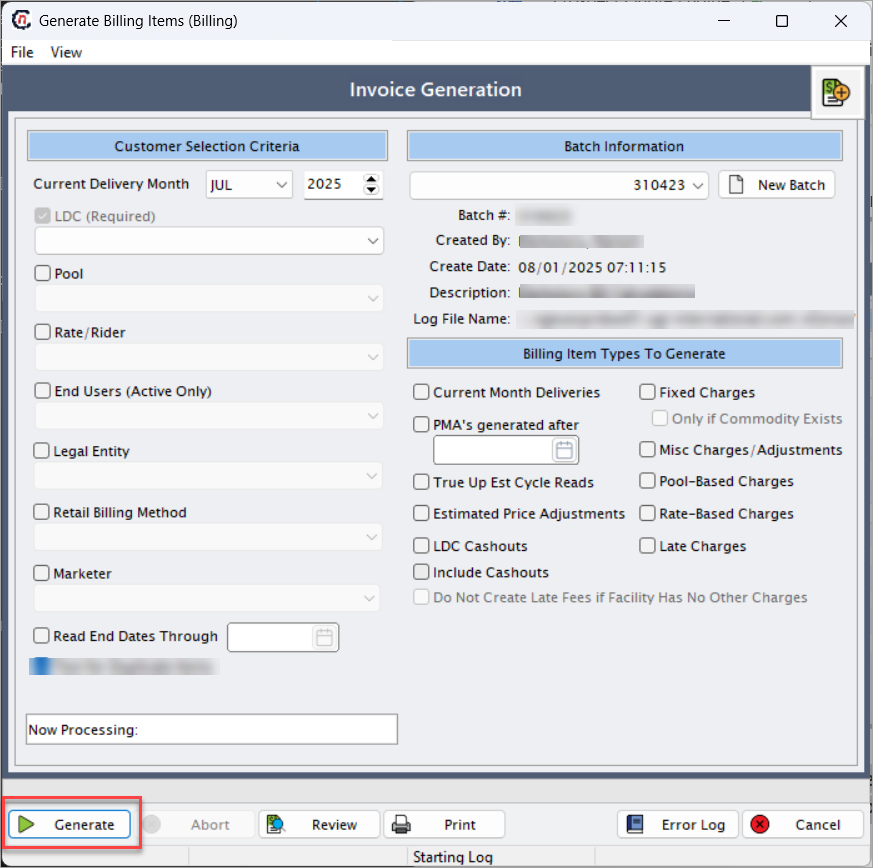 Generate Billing Items (Billing)
File View
Invoice Generation
Customer Selection Criteria
Current Delivery Month JUL 2025
LDC (Required)
Pool
Rate/Rider
End Users (Active Only)
Legal Entity
Retail Billing Method
Marketer
Read End Dates Through
Now Processing:
Batch Information
310423 New Batch
Batch #:
Created By:
Create Date: 08/01/2025 07:11:15
Description:
Log File Name:
Billing Item Types To Generate
Current Month Deliveries Fixed Charges
Only if Commodity Exists
PMA's generated after
Misc Charges/Adjustments
True Up Est Cycle Reads Pool-Based Charges
Estimated Price Adjustments Rate-Based Charges
LDC Cashouts Late Charges
Include Cashouts
Do Not Create Late Fees if Facility Has No Other Charges
Generate Abort Review Print Error Log Cancel
Starting Log